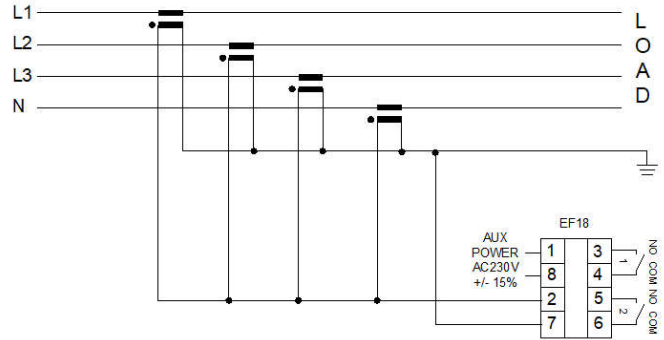 L1
L2
L3
N
L
O
A
D
EF18
AUX
POWER
AC230V
+/- 15%
1
8
2
7
3
4
5
6
1
2
NO COM
NO COM